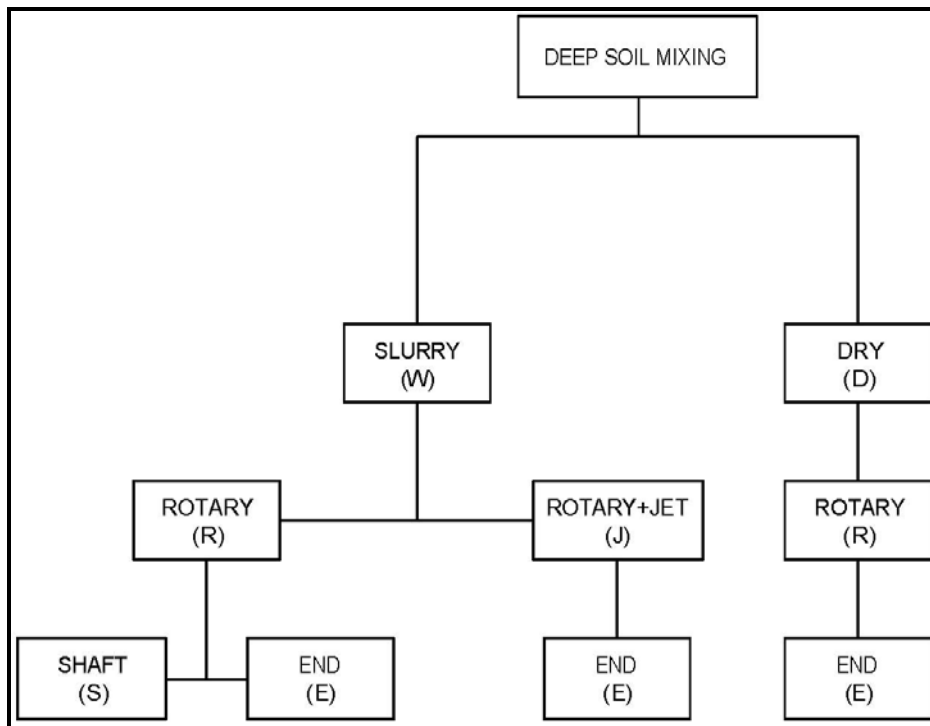 DEEP SOIL MIXING
SLURRY
(W)
DRY
(D)
ROTARY
(R)
ROTARY+JET
(J)
ROTARY
(R)
SHAFT
(S)
END
(E)
END
(E)
END
(E)